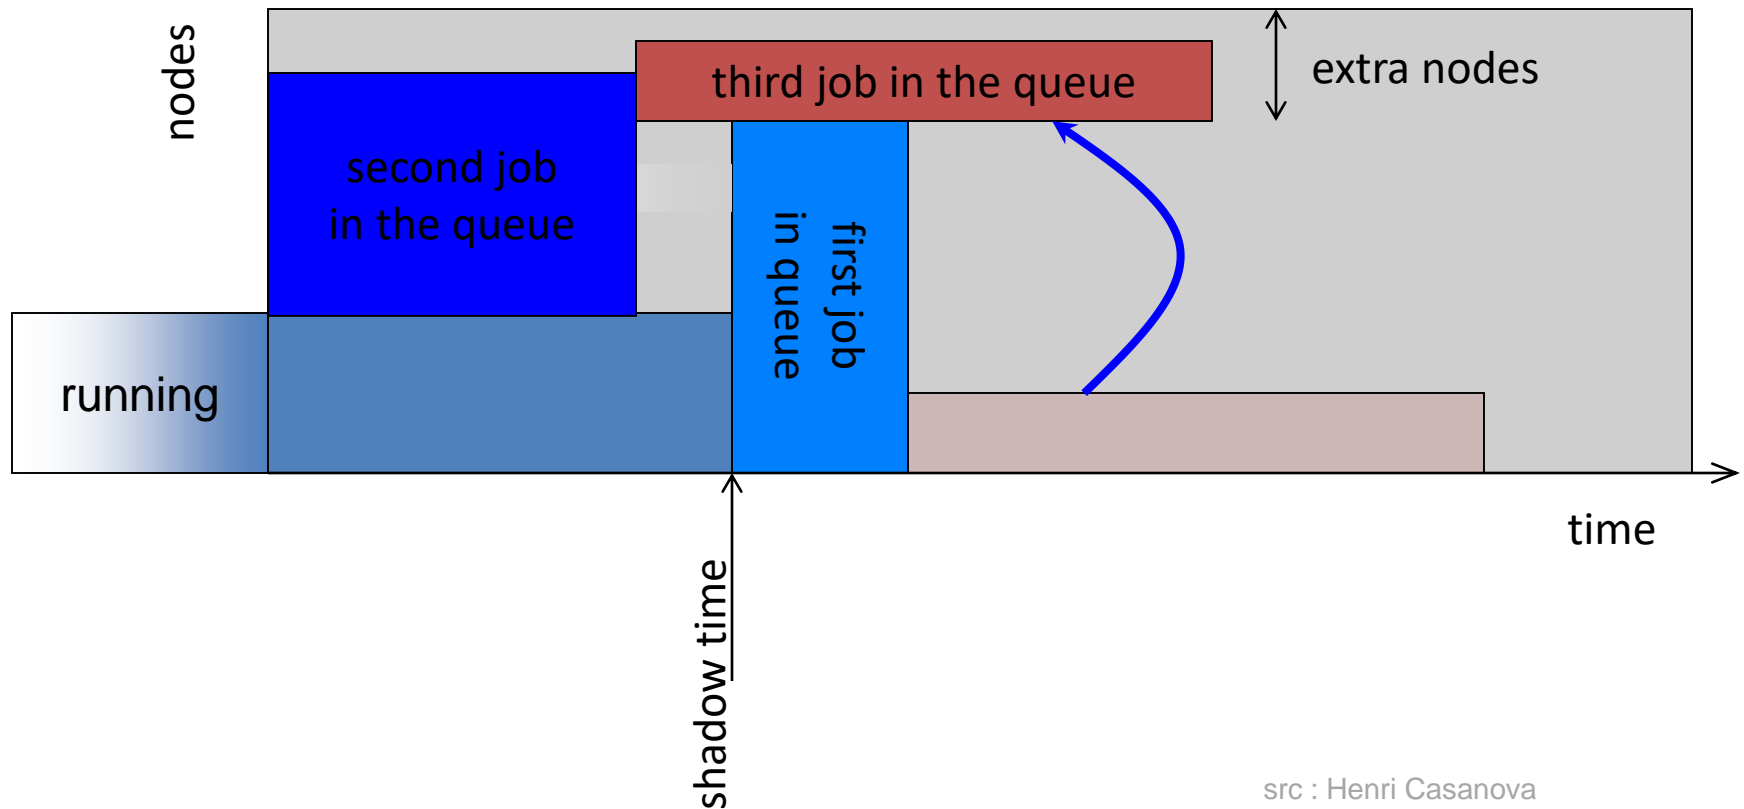 nodes
third job in the queue
extra nodes
second job
in the queue
first job
in queue
running
time
shadow time
src : Henri Casanova